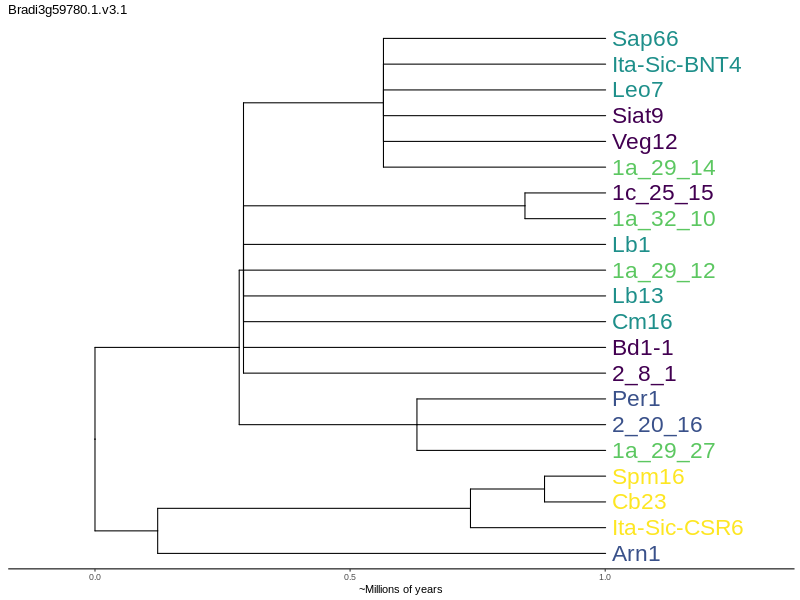 Bradi3g59780.1.v3.1
Sap66
Ita-Sic-BNT4
Leo7
Siat9
Veg12
1a_29_14
1c_25_15
1a_32_10
Lb1
1a_29_12
Lb13
Cm16
Bd1-1
2_8_1
Per1
2_20_16
1a_29_27
Spm16
Cb23
Ita-Sic-CSR6
Arn1
0.0 0.5 1.0
~Millions of years